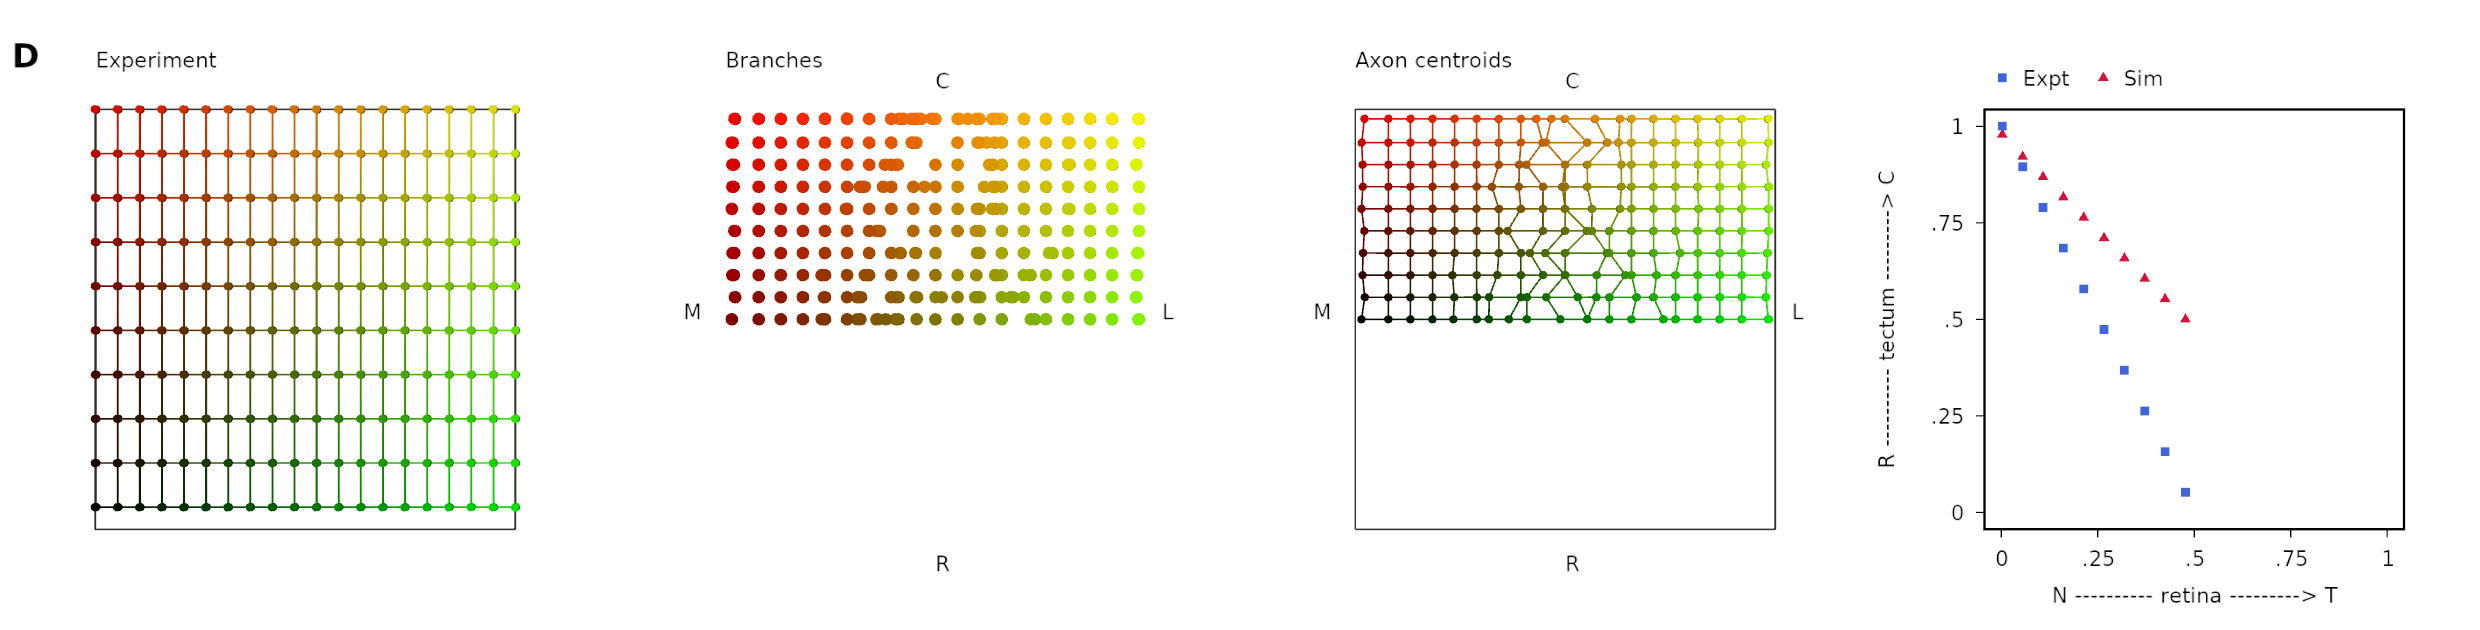 D
Experiment
Branches
C
M
L
R
Axon centroids
C
M
L
R
Expt
Sim
1
.75
.5
.25
0
R ----------- tectum ----------> C
0
.25
.5
.75
1
N ---------- retina ---------> T